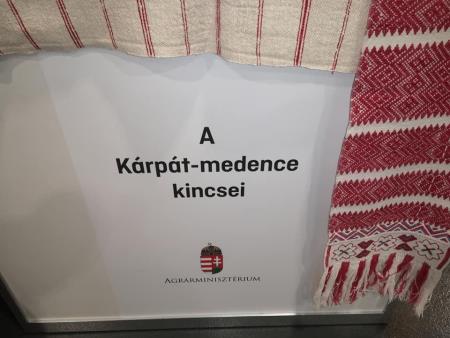 A
Kárpát-medence
kincsei
AGRÁRMINISZTÉRIUM